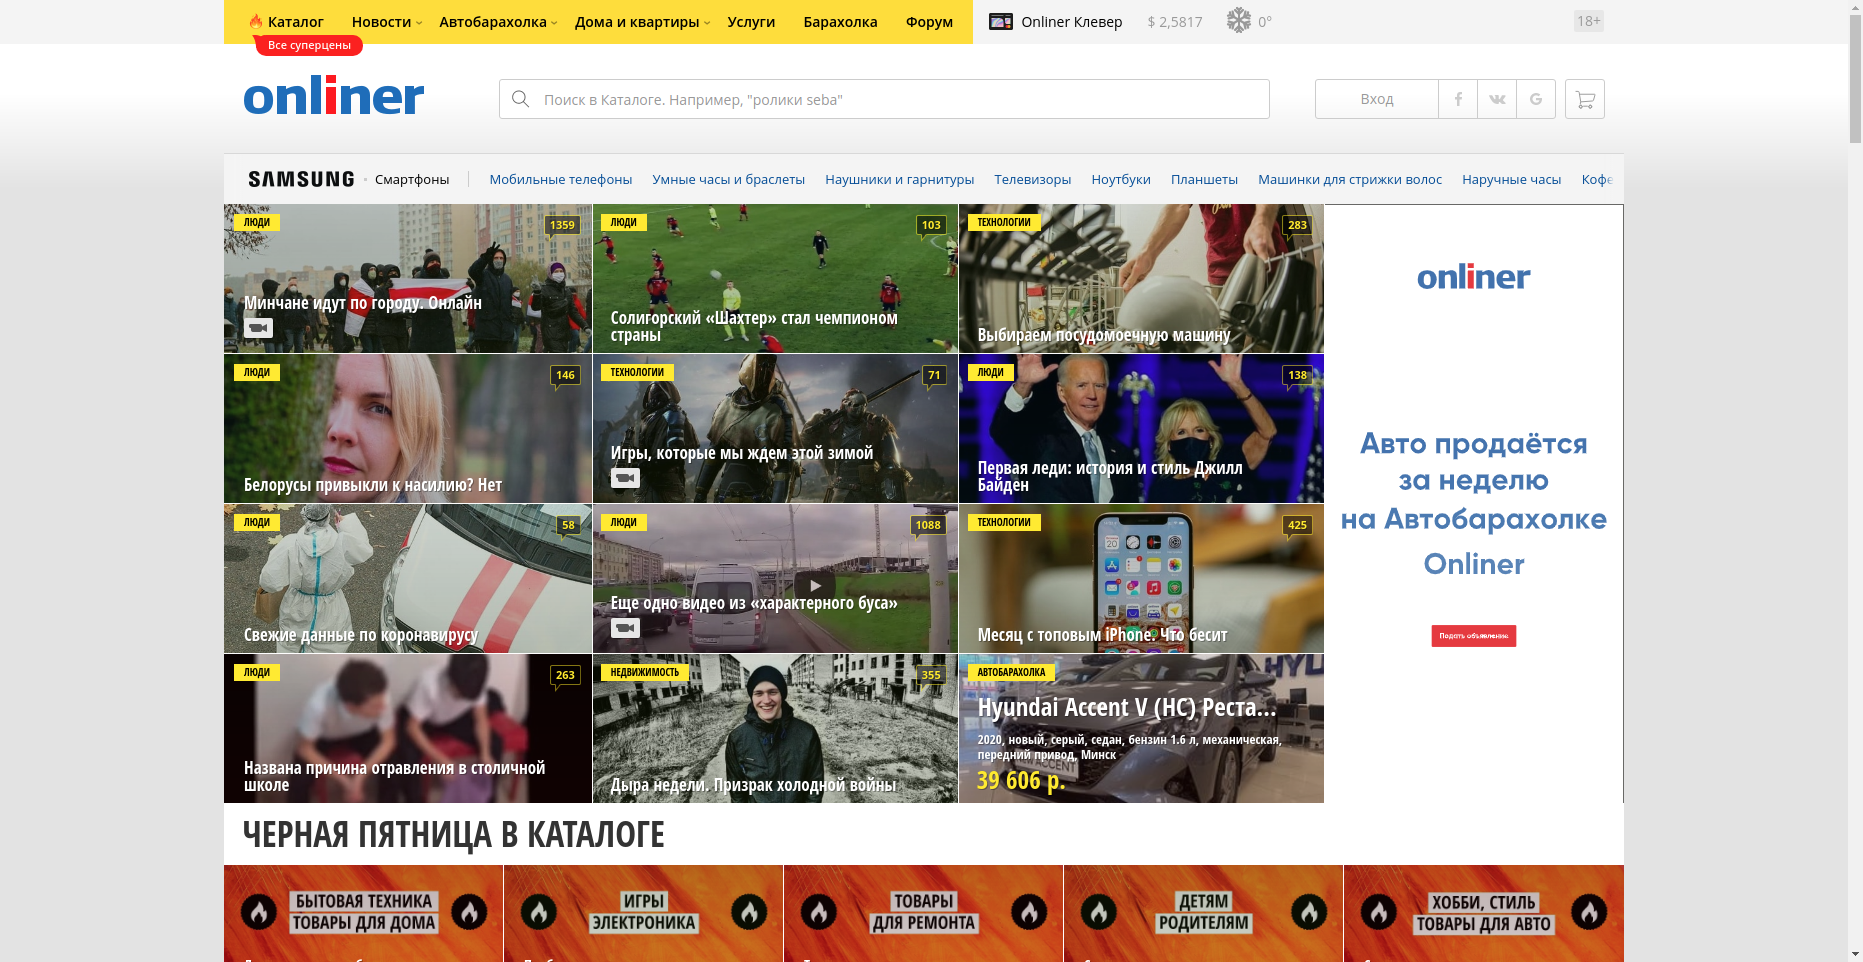 Каталог Новости Автобарахолка Дома и квартиры Услуги Барахолка Форум Onliner Клевер $ 2,5817 0° 18+
Все суперцены
onliner
Поиск в Каталоге. Например, "ролики seba"
Вход
SAMSUNG Смартфоны Мобильные телефоны Умные часы и браслеты Наушники и гарнитуры Телевизоры Ноутбуки Планшеты Машинки для стрижки волос Наручные часы Кофе
ЛЮДИ
1359
Минчане идут по городу. Онлайн
ЛЮДИ
103
Солигорский «Шахтер» стал чемпионом
страны
ТЕХНОЛОГИИ
283
Выбираем посудомоечную машину
ЛЮДИ
146
Белорусы привыкли к насилию? Нет
ТЕХНОЛОГИИ
71
Игры, которые мы ждем этой зимой
ЛЮДИ
138
Первая леди: история и стиль Джилл
Байден
ЛЮДИ
58
Свежие данные по коронавирусу
ЛЮДИ
1088
Еще одно видео из «характерного буса»
ТЕХНОЛОГИИ
425
Месяц с топовым iPhone. Что бесит
ЛЮДИ
263
Названа причина отравления в столичной
школе
НЕДВИЖИМОСТЬ
355
Дыра недели. Призрак холодной войны
АВТОБАРАХОЛКА
Hyundai Accent V (HC) Реста...
2020, новый, серый, седан, бензин 1.6 л, механическая,
передний привод, Минск
39 606 р.
onliner
Авто продаётся
за неделю
на Автобарахолке
Onliner
Подать объявление
ЧЕРНАЯ ПЯТНИЦА В КАТАЛОГЕ
БЫТОВАЯ ТЕХНИКА
ТОВАРЫ ДЛЯ ДОМА
ИГРЫ
ЭЛЕКТРОНИКА
ТОВАРЫ
ДЛЯ РЕМОНТА
ДЕТЯМ
РОДИТЕЛЯМ
ХОББИ, СТИЛЬ
ТОВАРЫ ДЛЯ АВТО